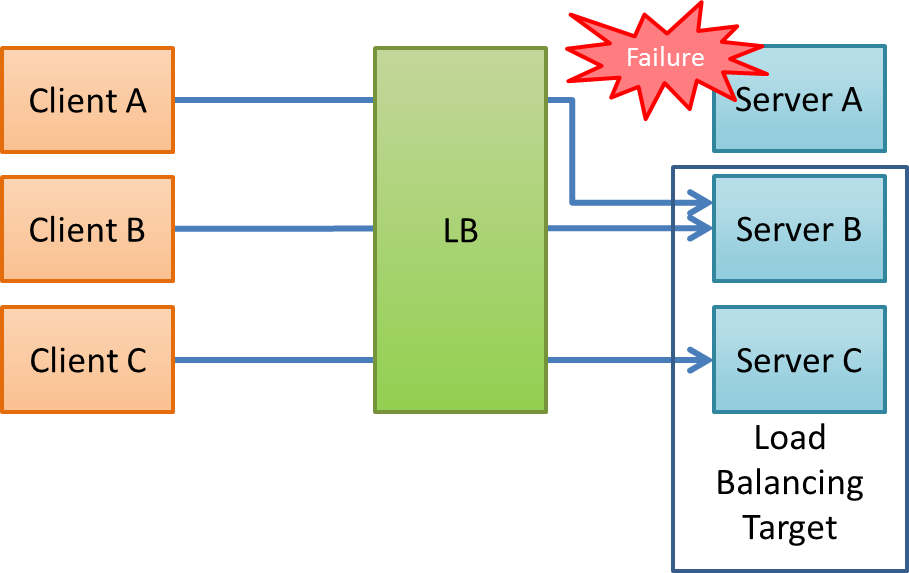 Failure
Client A
Server A
Client B
LB
Server B
Client C
Server C
Load
Balancing
Target